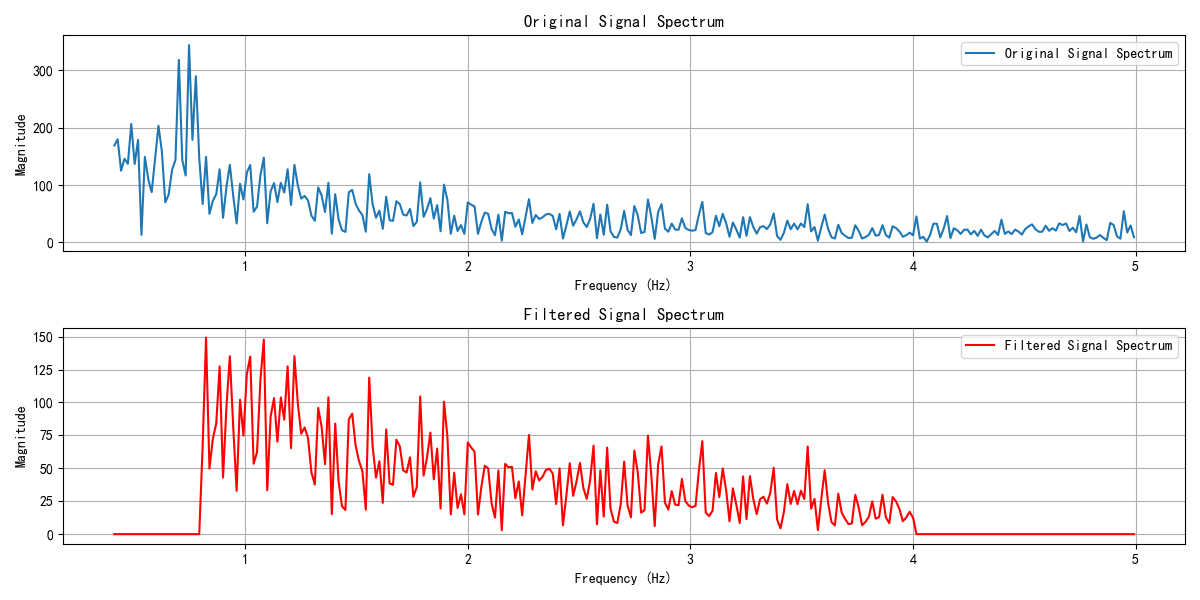 Original Signal Spectrum
Original Signal Spectrum
Magnitude
300
200
100
0
1
2
3
4
5
Frequency (Hz)
Filtered Signal Spectrum
Filtered Signal Spectrum
Magnitude
150
125
100
75
50
25
0
1
2
3
4
5
Frequency (Hz)